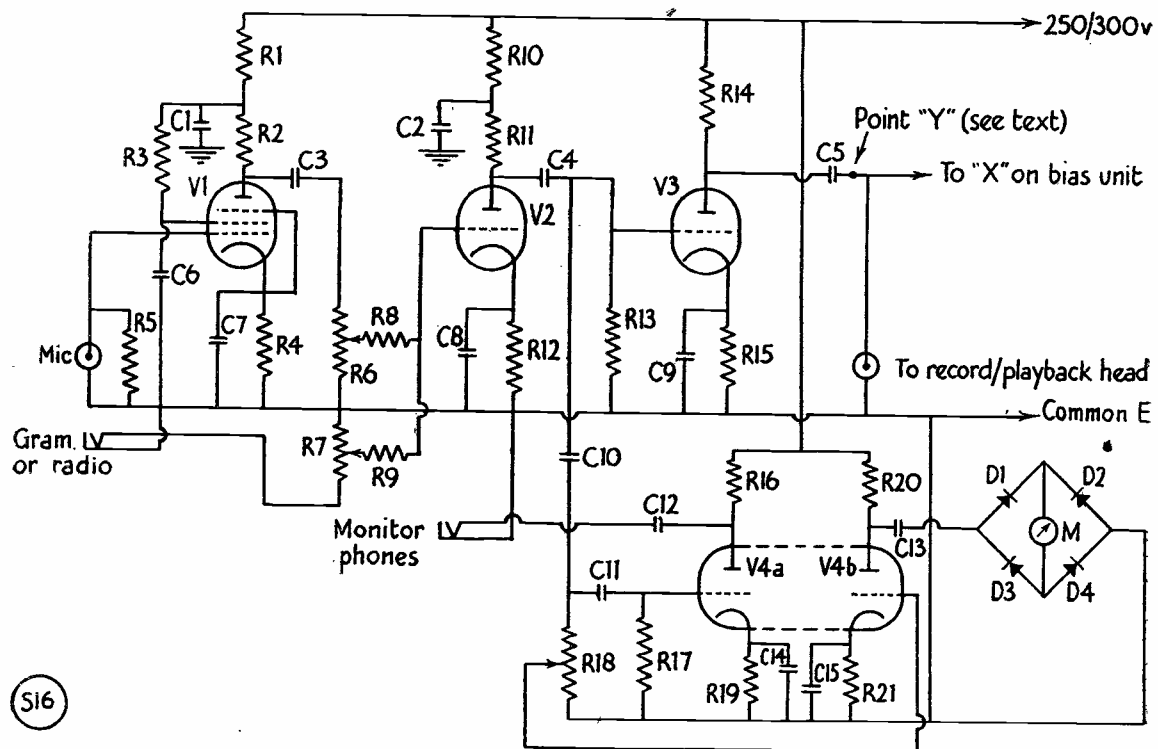 250/300v
R1
R10
R14
C1
R2
R3
C2
R11
Point "Y" (see text)
C3
C4
C5
V1
V2
V3
To "X" on bias unit
C6
R5
C7
R4
R8
R6
C8
R12
R13
C9
R15
Mic
To record/playback head
Common E
Gram.
or radio
R7
R9
C10
R16
R20
D1
D2
Monitor
phones
C12
C13
M
C11
V4a
V4b
D3
D4
R18
R17
R19
C14
C15
R21
S16